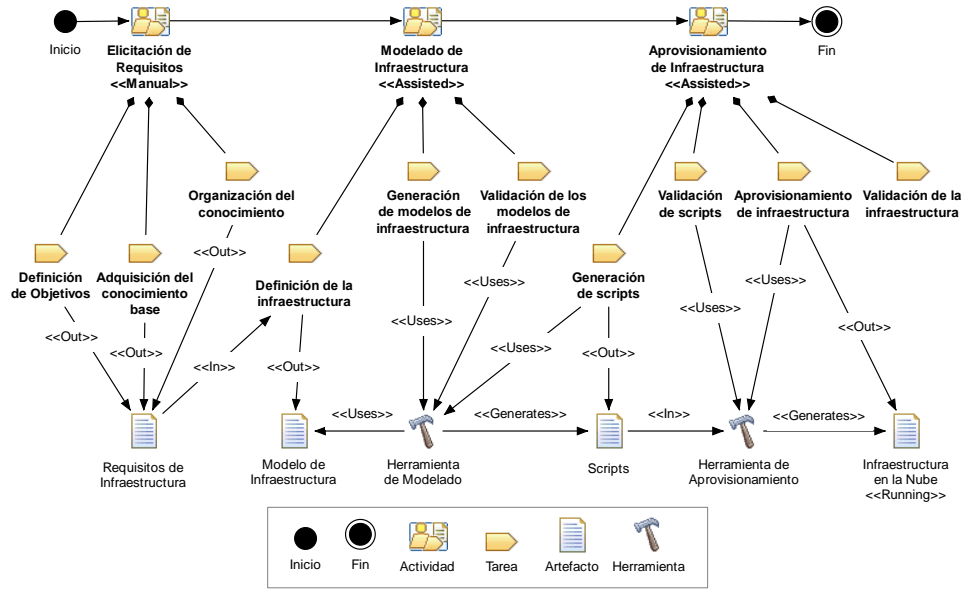 Inicio
Elicitación de
Requisitos
<<Manual>>
Modelado de
Infraestructura
<<Assisted>>
Aprovisionamiento
de Infraestructura
<<Assisted>>
Fin
Organización del
conocimiento
Generación
de modelos de
infraestructura
Validación de los
modelos de
infraestructura
Validación
de scripts
Aprovisionamiento
de infraestructura
Validación de la
infraestructura
Definición
de Objetivos
Adquisición del
conocimiento
base
<<Out>>
Definición de la
infraestructura
<<Uses>>
Generación
de scripts
<<Uses>>
<<Out>>
<<Out>>
<<In>>
<<Out>>
<<Uses>>
<<Uses>>
<<Out>>
<<Uses>>
<<Out>>
<<Uses>>
<<Generates>>
<<In>>
<<Generates>>
Requisitos de
Infraestructura
Modelo de
Infraestructura
Herramienta
de Modelado
Scripts
Herramienta de
Aprovisionamiento
Infraestructura
en la Nube
<<Running>>
Inicio
Fin
Actividad
Tarea
Artefacto
Herramienta